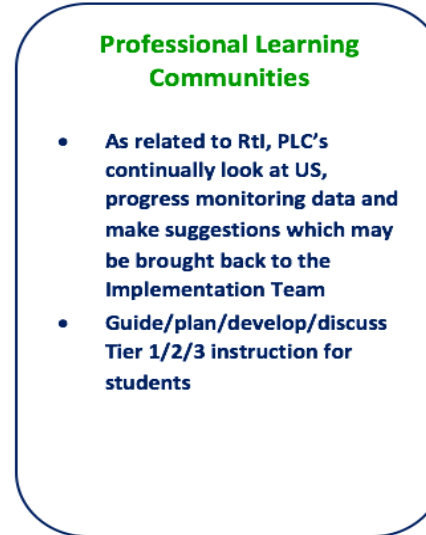 Professional Learning
Communities
• As related to RtI, PLC's
continually look at US,
progress monitoring data and
make suggestions which may
be brought back to the
Implementation Team
• Guide/plan/develop/discuss
Tier 1/2/3 instruction for
students